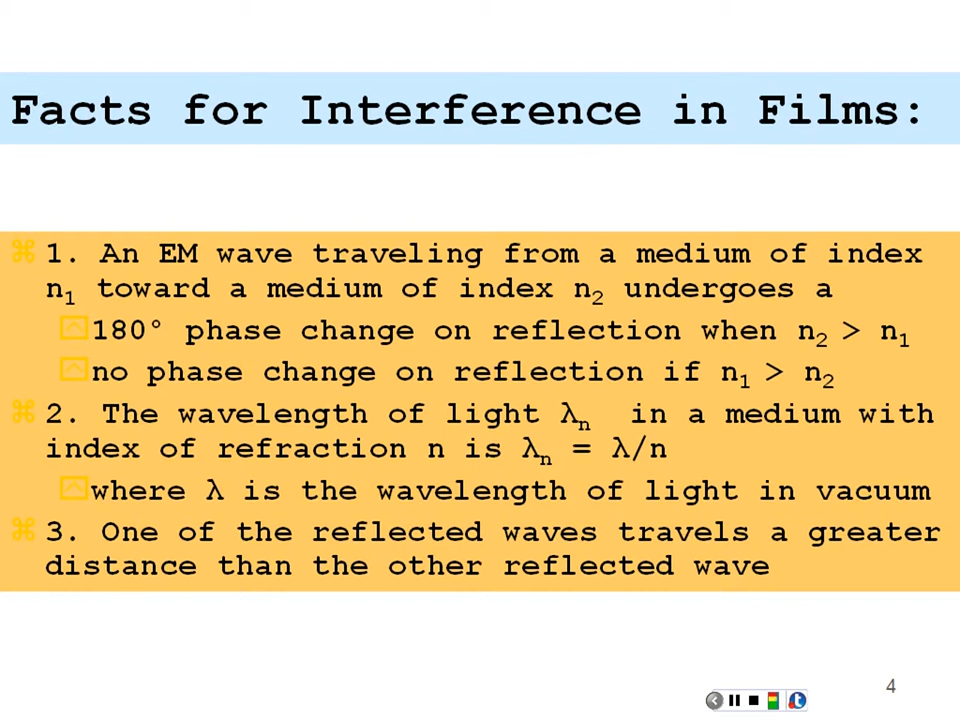 Facts for Interference in Films:
1. An EM wave traveling from a medium of index
n₁ toward a medium of index n₂ undergoes a
180° phase change on reflection when n₂ > n₁
no phase change on reflection if n₁ > n₂
2. The wavelength of light λₙ in a medium with
index of refraction n is λₙ = λ/n
where λ is the wavelength of light in vacuum
3. One of the reflected waves travels a greater
distance than the other reflected wave
4